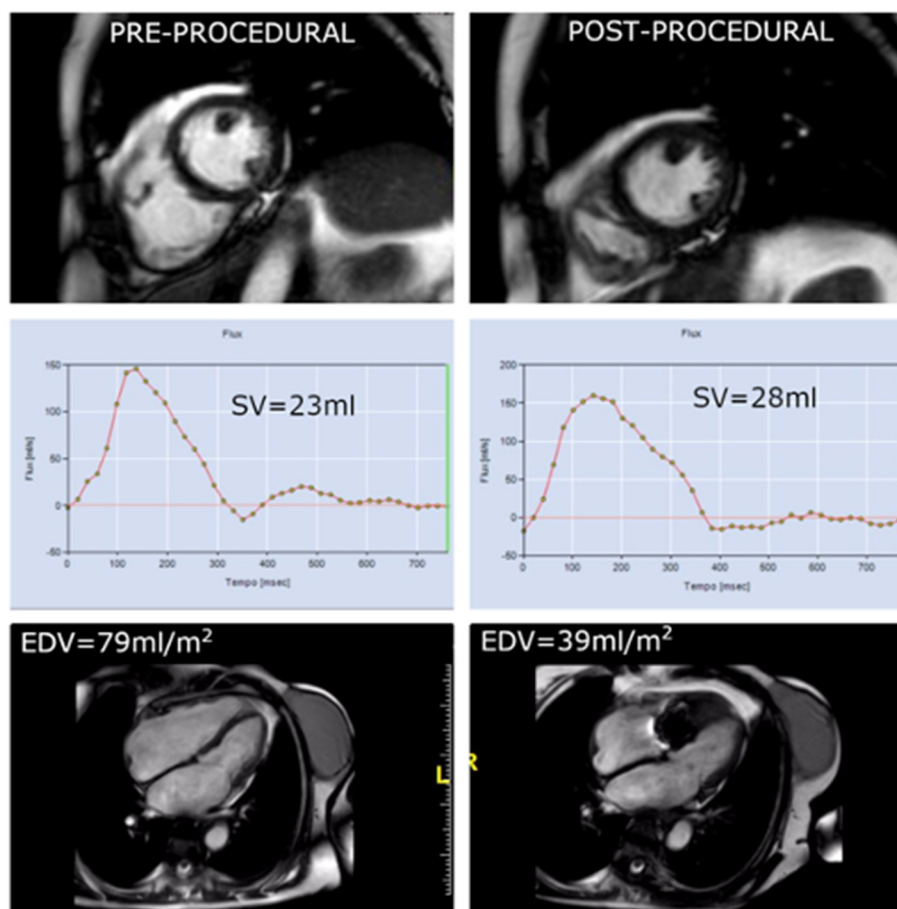 PRE-PROCEDURAL
POST-PROCEDURAL
Flux
150
100
50
0
-50
Flux [ml/s]
SV=23ml
0 100 200 300 400 500 600 700
Tempo [msec]
Flux
200
150
100
50
0
-50
Flux [ml/s]
SV=28ml
0 100 200 300 400 500 600 700
Tempo [msec]
EDV=79ml/m²
L
EDV=39ml/m²
R